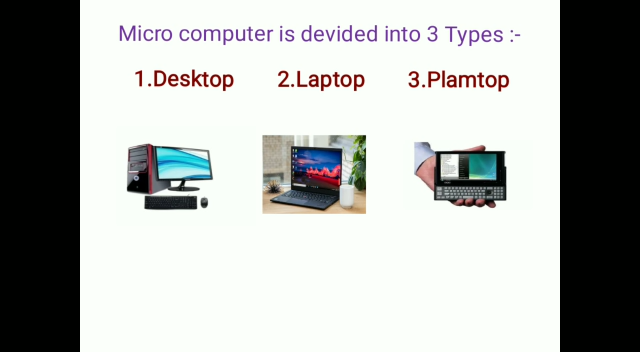 Micro computer is devided into 3 Types :-
1.Desktop 2.Laptop 3.Plamtop